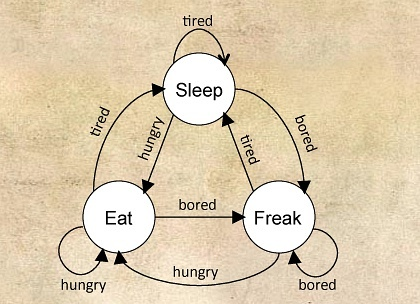 tired
Sleep
tired
hungry
tired
bored
Eat
bored
Freak
hungry
hungry
bored